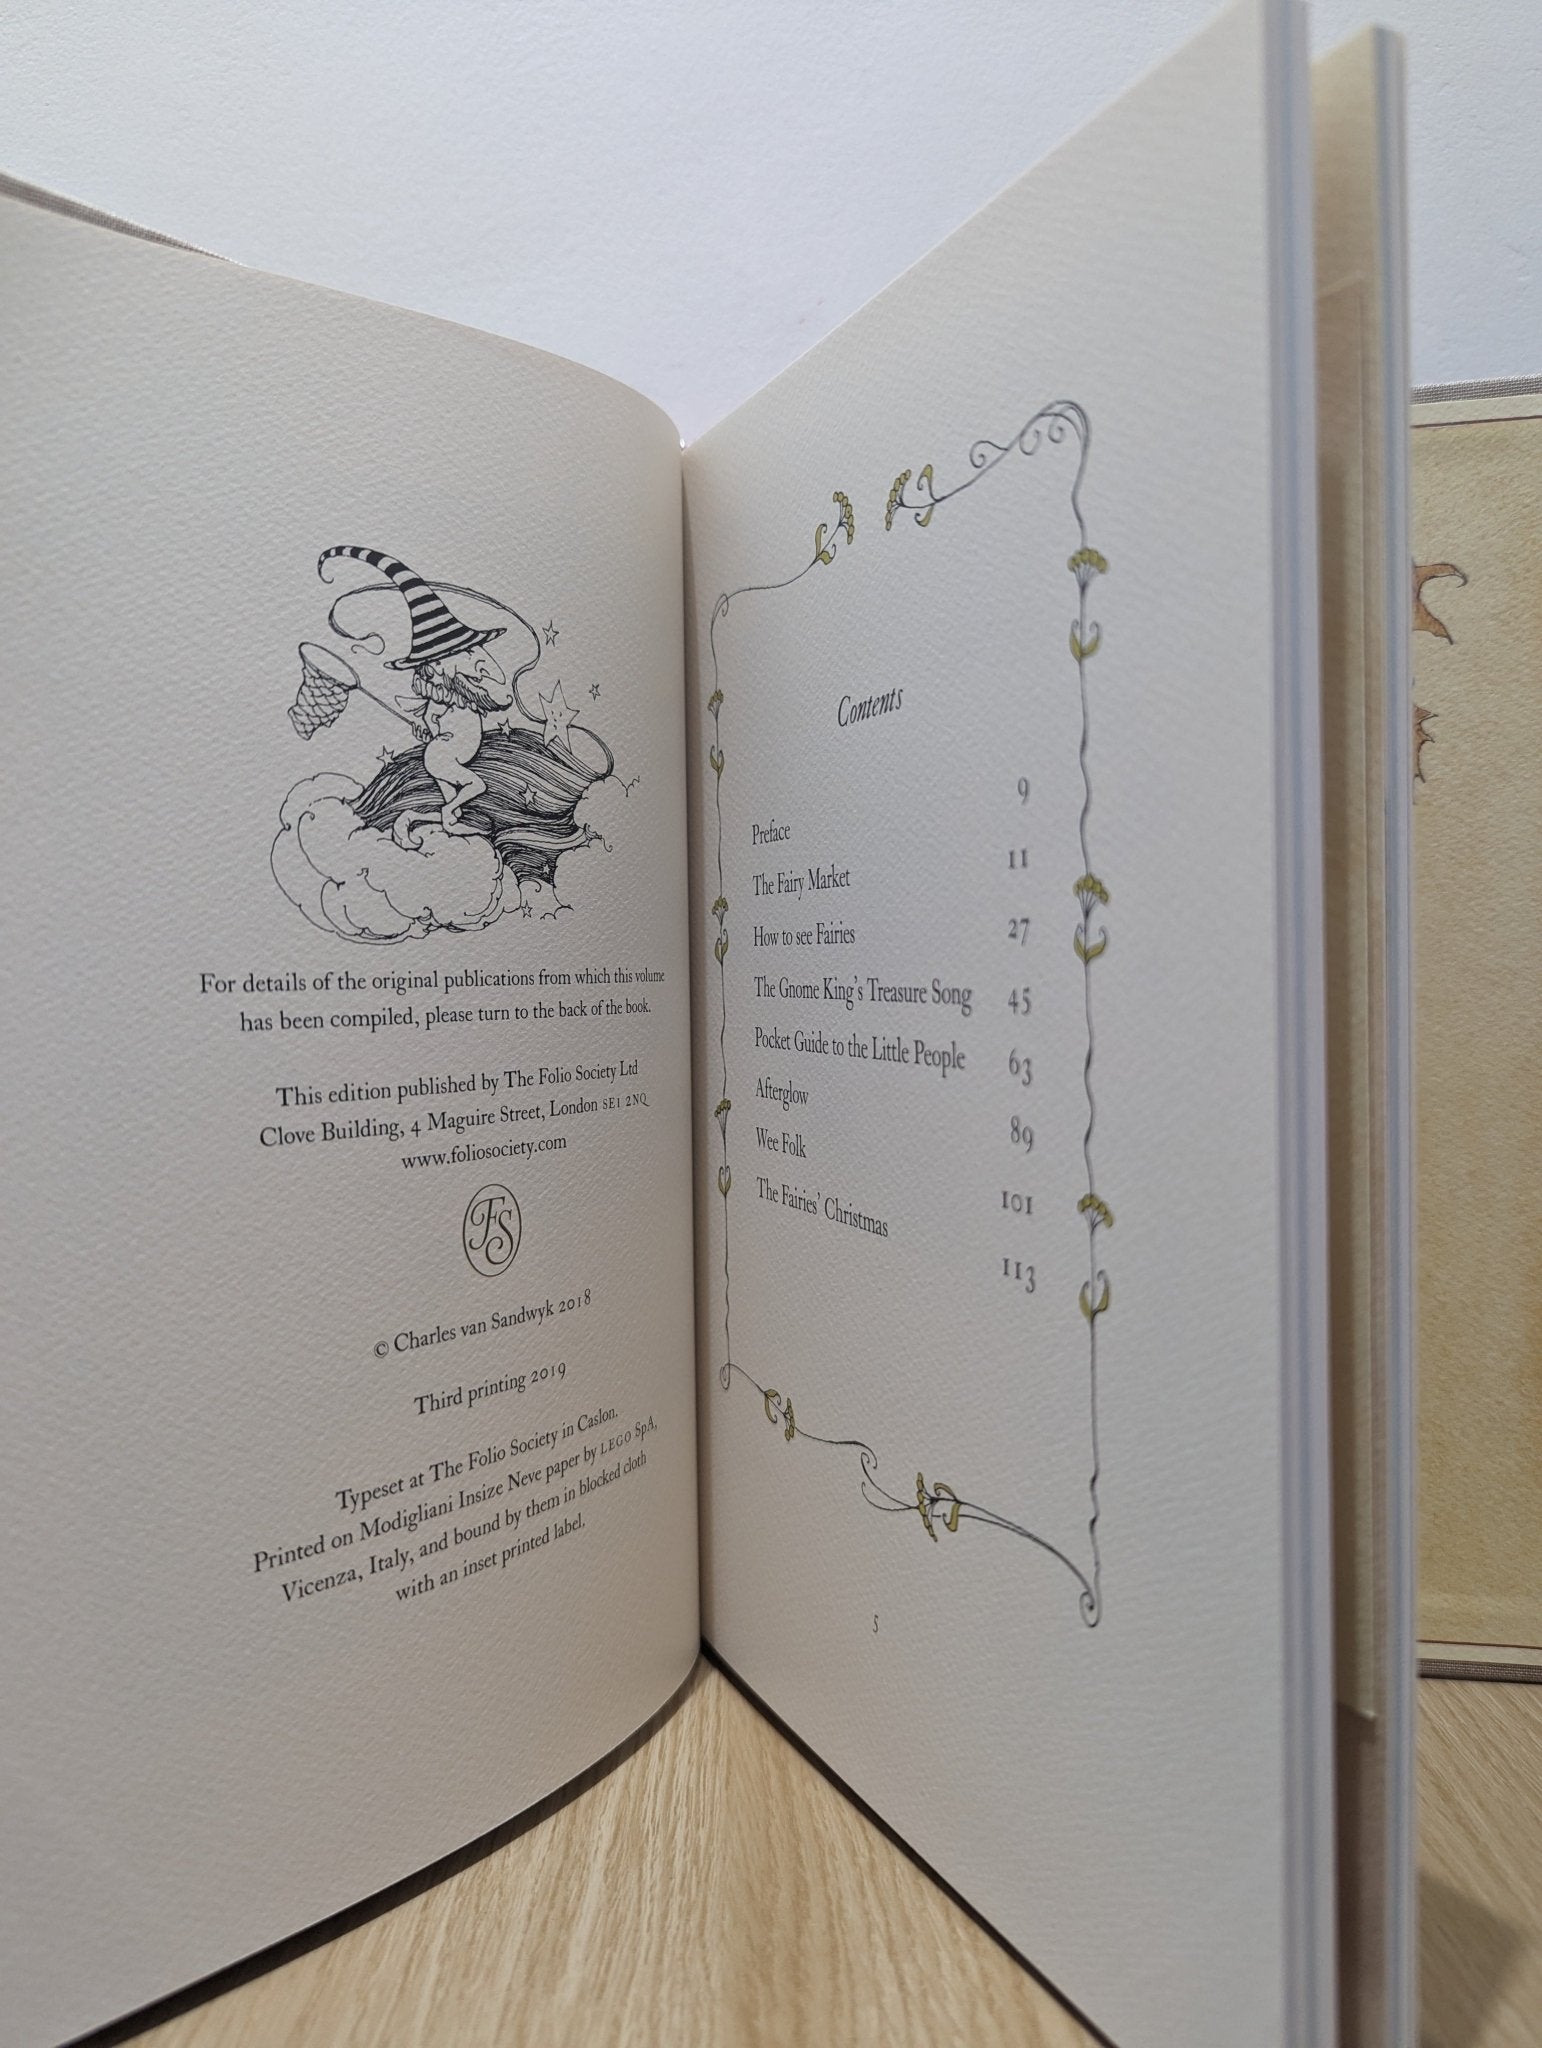 For details of the original publications from which this volume
has been compiled, please turn to the back of the book.
This edition published by The Folio Society Ltd
Clove Building, 4 Maguire Street, London SE1 2NQ
www.foliosociety.com
FS
© Charles van Sandwyk 2018
Third printing 2019
Typeset at The Folio Society in Caslon.
Printed on Modigliani Insize Neve paper by LEGO SpA,
Vicenza, Italy, and bound by them in blocked cloth
with an inset printed label.
Contents
Preface 9
The Fairy Market 11
How to see Fairies 27
The Gnome King's Treasure Song 45
Pocket Guide to the Little People 63
Afterglow 89
Wee Folk 101
The Fairies' Christmas 113
5